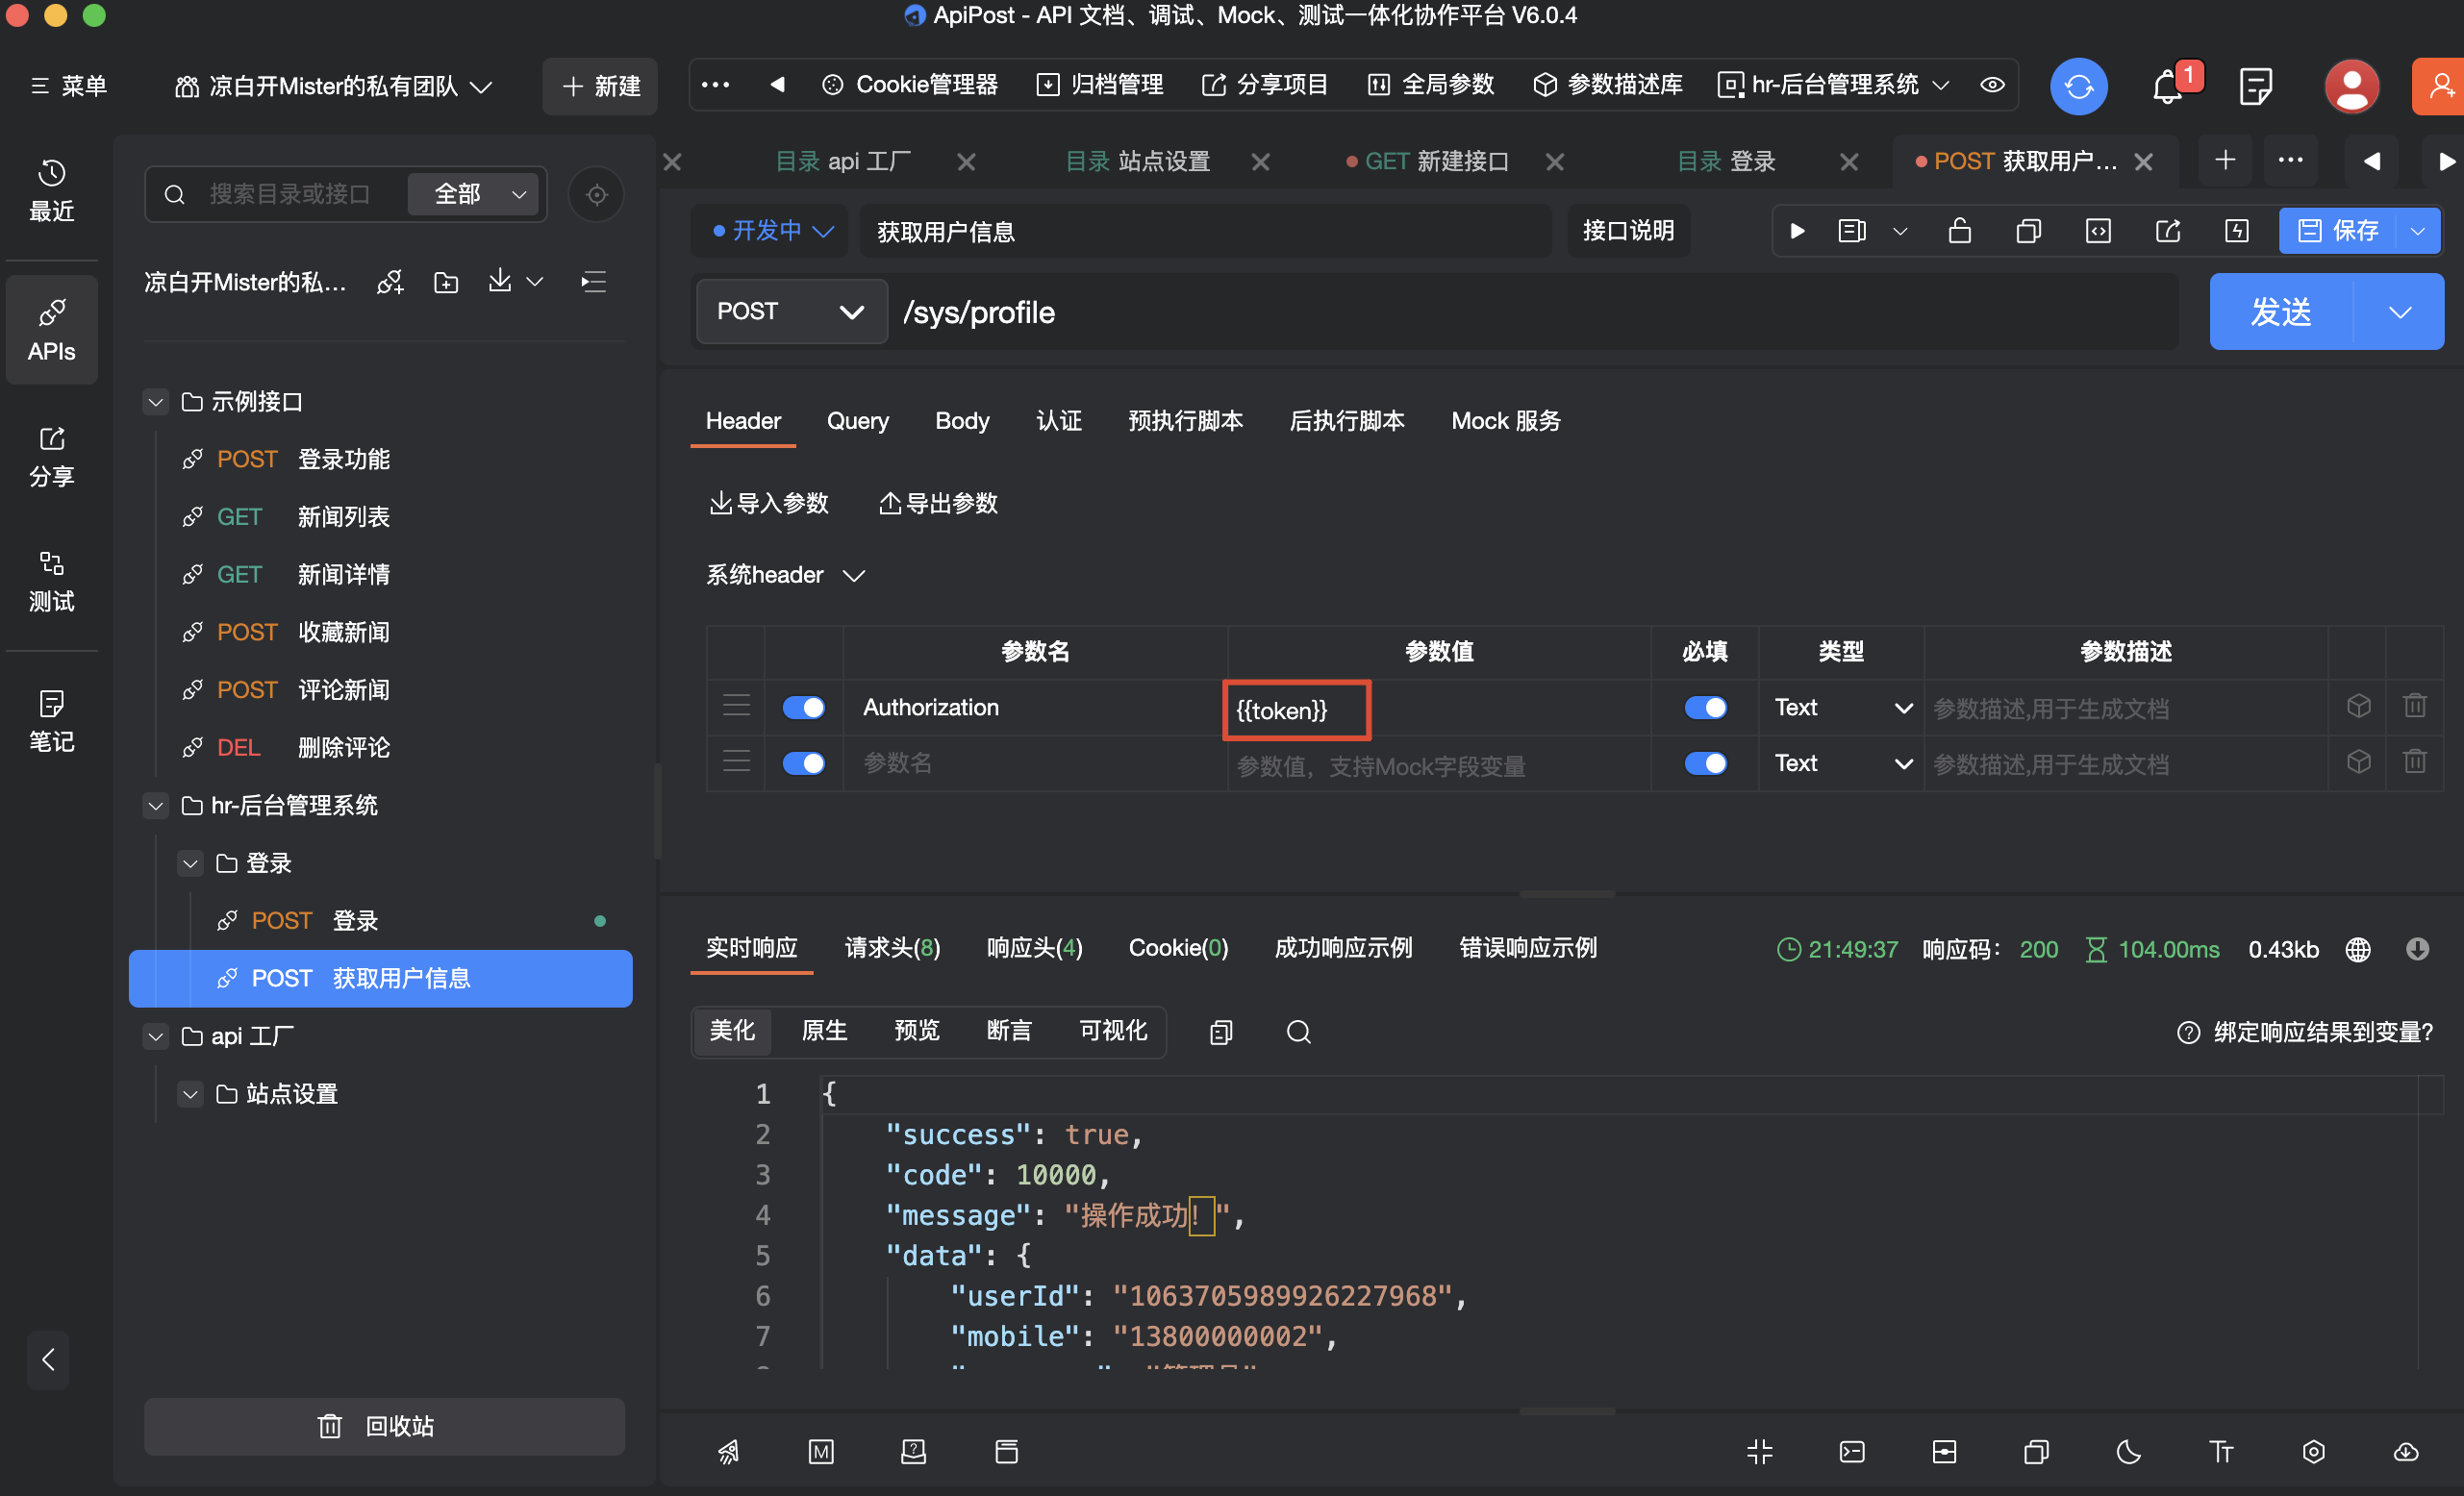 ApiPost - API 文档、调试、Mock、测试一体化协作平台 V6.0.4
菜单
凉白开Mister的私有团队
新建
Cookie管理器
归档管理
分享项目
全局参数
参数描述库
hr-后台管理系统
1
目录 api 工厂
目录 站点设置
GET 新建接口
目录 登录
POST 获取用户...
最近
APIs
分享
测试
笔记
搜索目录或接口
全部
凉白开Mister的私...
示例接口
POST 登录功能
GET 新闻列表
GET 新闻详情
POST 收藏新闻
POST 评论新闻
DEL 删除评论
hr-后台管理系统
登录
POST 登录
POST 获取用户信息
api 工厂
站点设置
回收站
开发中
获取用户信息
接口说明
保存
POST
/sys/profile
发送
Header
Query
Body
认证
预执行脚本
后执行脚本
Mock 服务
导入参数
导出参数
系统header
参数名
参数值
必填
类型
参数描述
Authorization
{{token}}
Text
参数描述,用于生成文档
参数名
参数值，支持Mock字段变量
Text
参数描述,用于生成文档
实时响应
请求头(8)
响应头(4)
Cookie(0)
成功响应示例
错误响应示例
21:49:37
响应码：
200
104.00ms
0.43kb
美化
原生
预览
断言
可视化
绑定响应结果到变量?
1 {
2 "success": true,
3 "code": 10000,
4 "message": "操作成功！",
5 "data": {
6 "userId": "1063705989926227968",
7 "mobile": "13800000002",